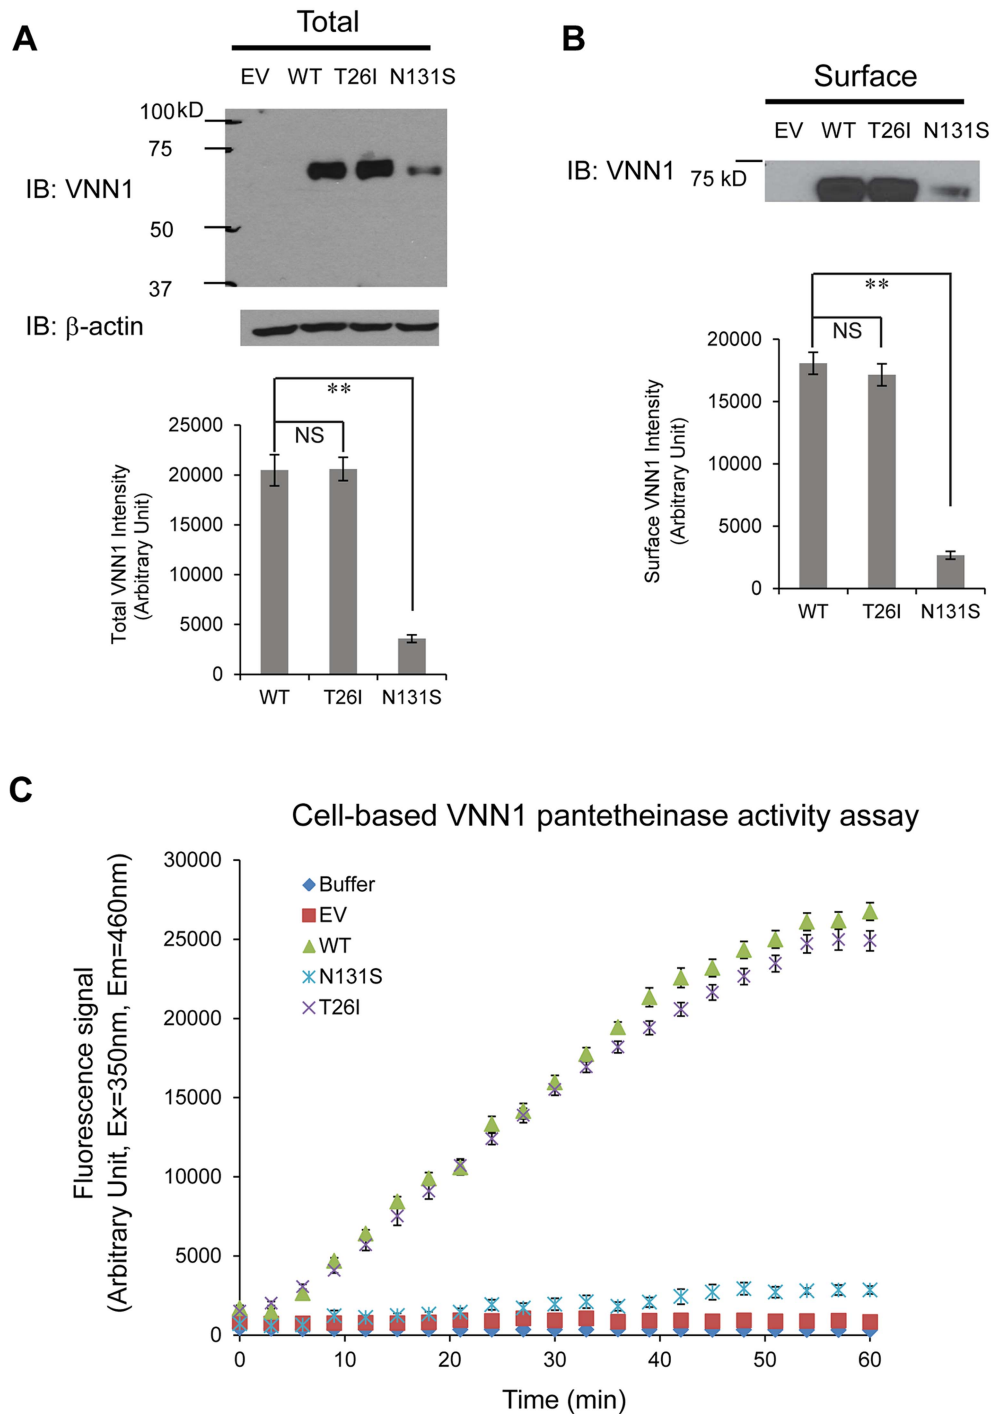 A
Total
EV WT T26I N131S
100kD
75
IB: VNN1
50
37
IB: β-actin
**
NS
25000
20000
15000
10000
5000
0
Total VNN1 Intensity
(Arbitrary Unit)
WT T26I N131S
B
Surface
EV WT T26I N131S
IB: VNN1 75 kD
**
NS
20000
15000
10000
5000
0
Surface VNN1 Intensity
(Arbitrary Unit)
WT T26I N131S
C
Cell-based VNN1 pantetheinase activity assay
30000
25000
20000
15000
10000
5000
0
Fluorescence signal
(Arbitrary Unit, Ex=350nm, Em=460nm)
Buffer
EV
WT
N131S
T26I
0 10 20 30 40 50 60
Time (min)